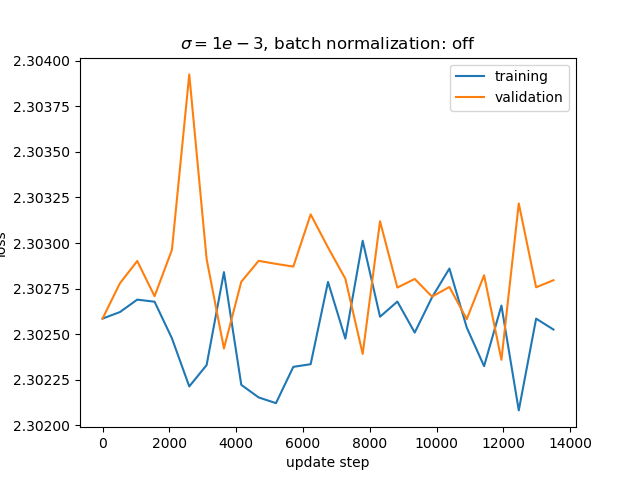 σ = 1e − 3, batch normalization: off
training
validation
2.30400
2.30375
2.30350
2.30325
2.30300
2.30275
2.30250
2.30225
2.30200
loss
0 2000 4000 6000 8000 10000 12000 14000
update step